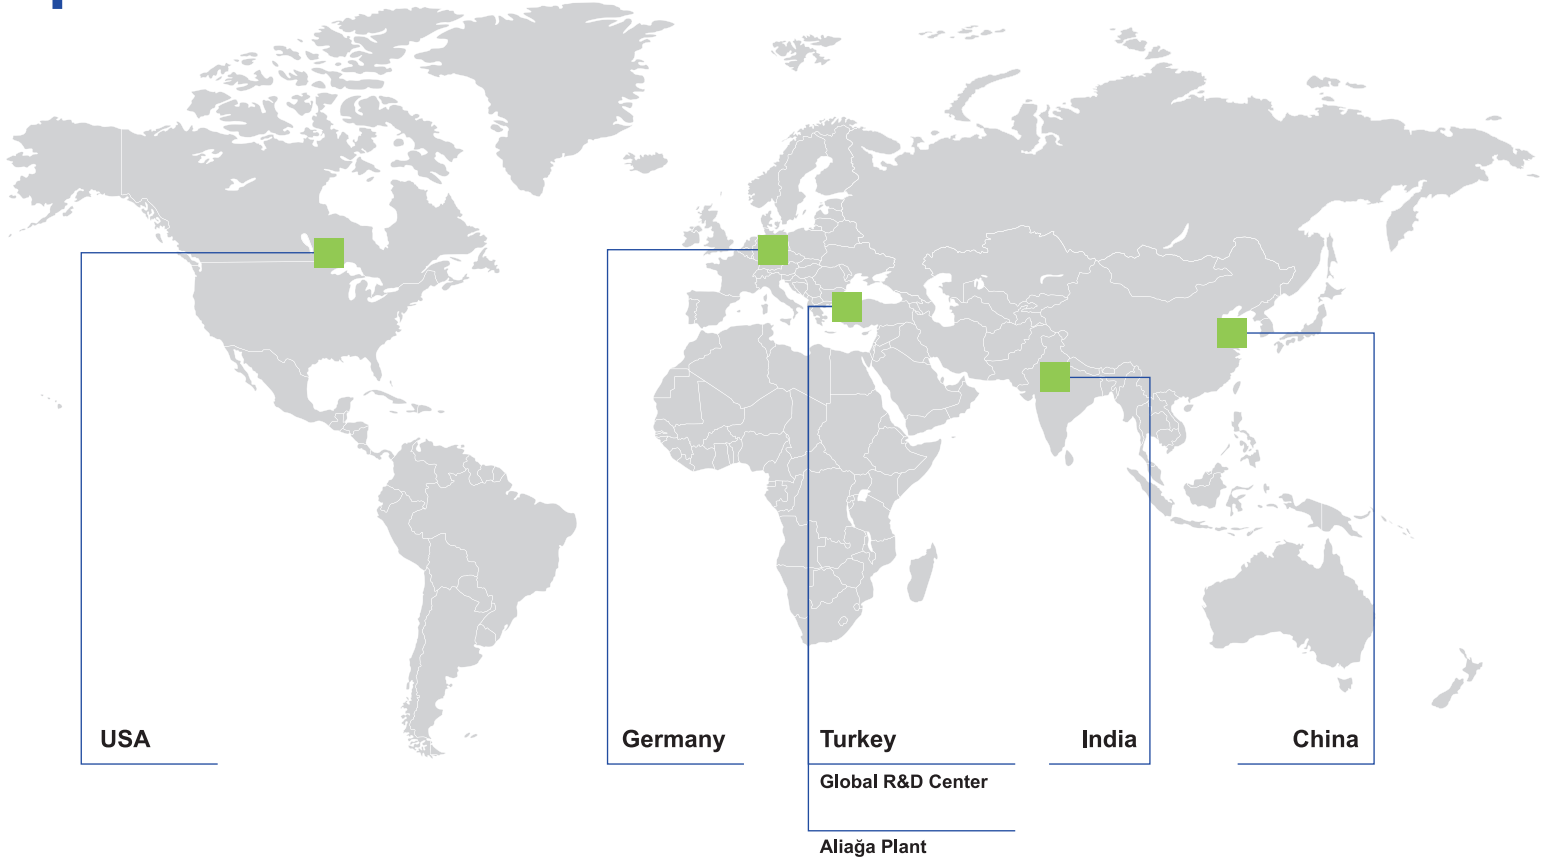 USA
Germany
Turkey
India
China
Global R&D Center
Aliağa Plant